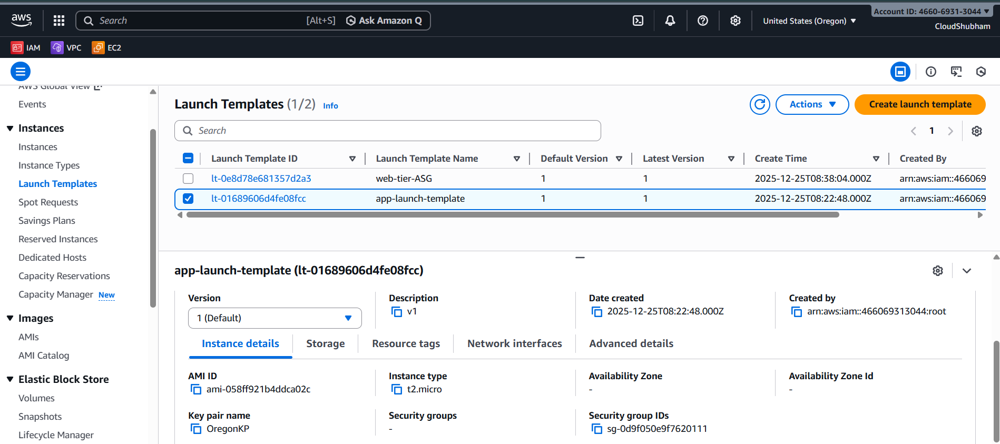 aws
Search
[Alt+S]
Ask Amazon Q
United States (Oregon)
Account ID: 4660-6931-3044
CloudShubham
IAM
VPC
EC2
AWS Global View
Events
Instances
Instances
Instance Types
Launch Templates
Spot Requests
Savings Plans
Reserved Instances
Dedicated Hosts
Capacity Reservations
Capacity Manager New
Images
AMIs
AMI Catalog
Elastic Block Store
Volumes
Snapshots
Lifecycle Manager
Launch Templates (1/2) Info
Actions
Create launch template
Search
1
Launch Template ID Launch Template Name Default Version Latest Version Create Time Created By
lt-0e8d78e681357d2a3 web-tier-ASG 1 1 2025-12-25T08:38:04.000Z arn:aws:iam::466069
lt-01689606d4fe08fcc app-launch-template 1 1 2025-12-25T08:22:48.000Z arn:aws:iam::466069
app-launch-template (lt-01689606d4fe08fcc)
Version Description Date created Created by
1 (Default) v1 2025-12-25T08:22:48.000Z arn:aws:iam::466069313044:root
Instance details Storage Resource tags Network interfaces Advanced details
AMI ID Instance type Availability Zone Availability Zone Id
ami-058ff921b4ddca02c t2.micro - -
Key pair name Security groups Security group IDs
OregonKP - sg-0d9f050e9f7620111